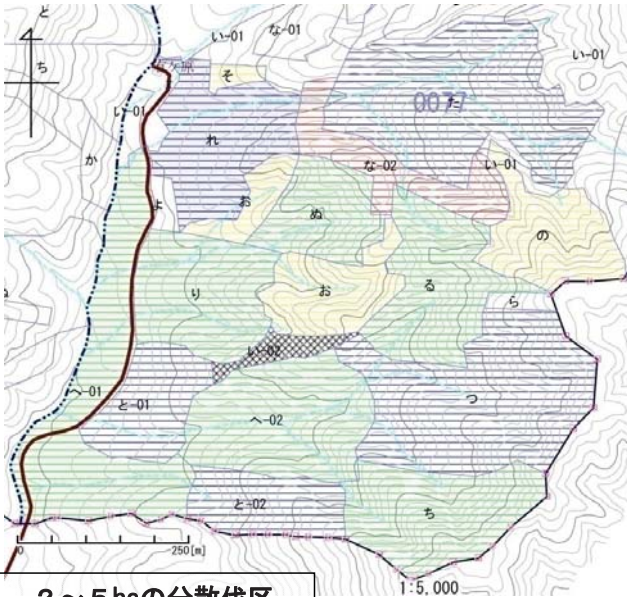 と
い-01
な-01
ち
そ
い-01
0077
た
い-01
れ
か
な-02
い-01
よ
お
ぬ
の
り
お
る
ら
い-02
へ-01
と-01
つ
へ-02
と-02
ち
0
250[m]
1:5,000
2～5haの分散伐区